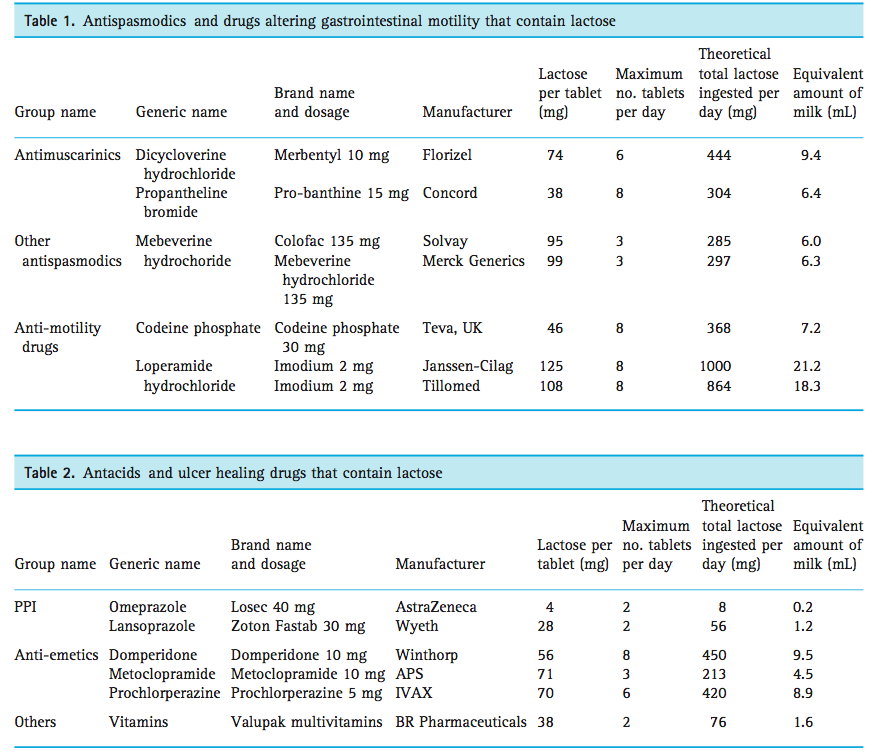 Table 1. Antispasmodics and drugs altering gastrointestinal motility that contain lactose
Theoretical
Lactose Maximum total lactose Equivalent
Brand name per tablet no. tablets ingested per amount of
Group name Generic name and dosage Manufacturer (mg) per day day (mg) milk (mL)
Antimuscarinics Dicycloverine Merbentyl 10 mg Florizel 74 6 444 9.4
hydrochloride
Propantheline Pro-banthine 15 mg Concord 38 8 304 6.4
bromide
Other Mebeverine Colofac 135 mg Solvay 95 3 285 6.0
antispasmodics hydrochoride Mebeverine Merck Generics 99 3 297 6.3
hydrochloride
135 mg
Anti-motility Codeine phosphate Codeine phosphate Teva, UK 46 8 368 7.2
drugs 30 mg
Loperamide Imodium 2 mg Janssen-Cilag 125 8 1000 21.2
hydrochloride Imodium 2 mg Tillomed 108 8 864 18.3
Table 2. Antacids and ulcer healing drugs that contain lactose
Theoretical
Maximum total lactose Equivalent
Brand name Lactose per no. tablets ingested per amount of
Group name Generic name and dosage Manufacturer tablet (mg) per day day (mg) milk (mL)
PPI Omeprazole Losec 40 mg AstraZeneca 4 2 8 0.2
Lansoprazole Zoton Fastab 30 mg Wyeth 28 2 56 1.2
Anti-emetics Domperidone Domperidone 10 mg Winthorp 56 8 450 9.5
Metoclopramide Metoclopramide 10 mg APS 71 3 213 4.5
Prochlorperazine Prochlorperazine 5 mg IVAX 70 6 420 8.9
Others Vitamins Valupak multivitamins BR Pharmaceuticals 38 2 76 1.6